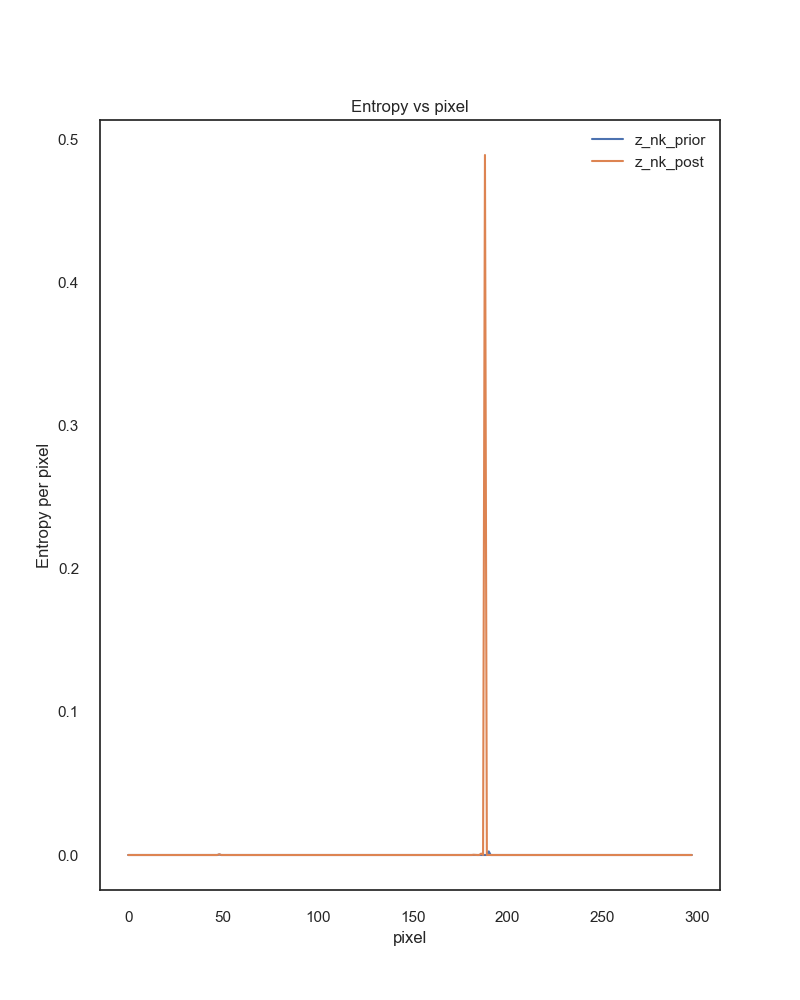 Entropy vs pixel
z_nk_prior
z_nk_post
0.5
0.4
0.3
0.2
0.1
0.0
Entropy per pixel
0 50 100 150 200 250 300
pixel